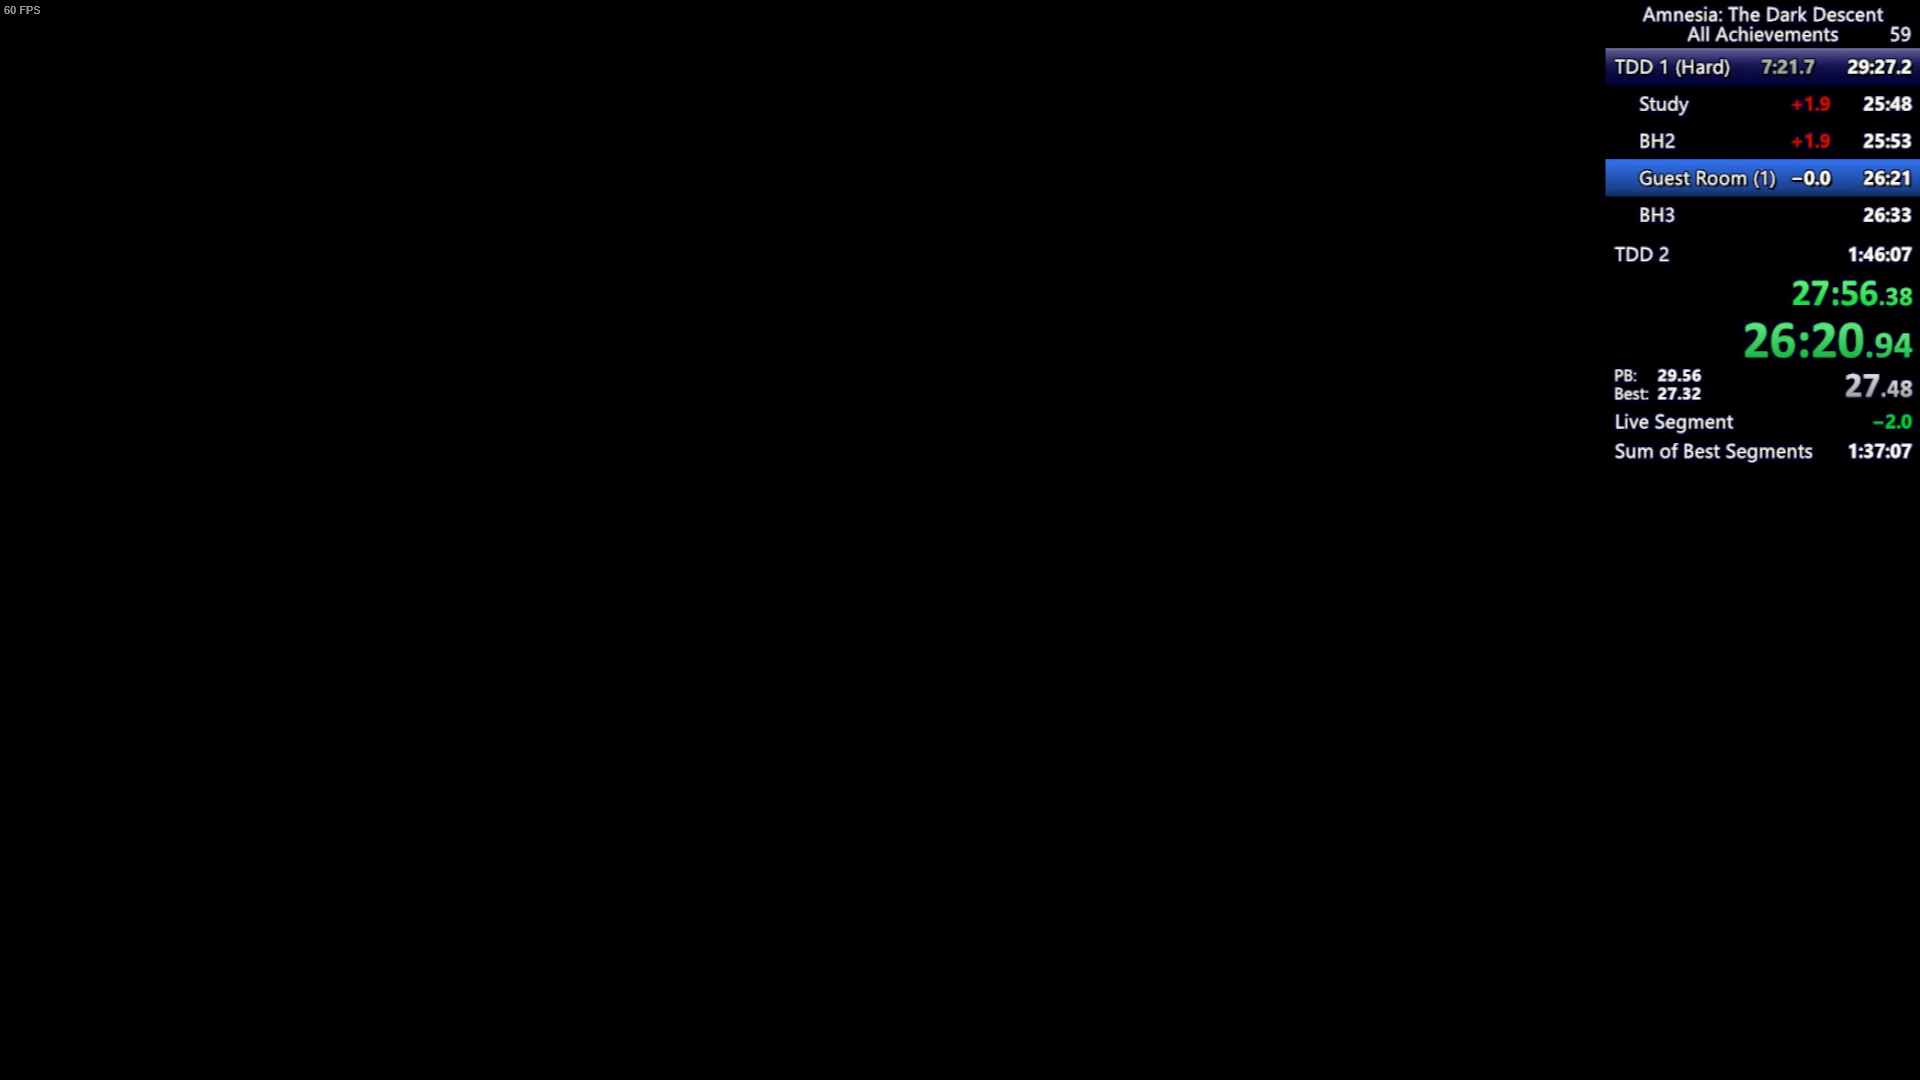 60 FPS
Amnesia: The Dark Descent
All Achievements 59
TDD 1 (Hard) 7:21.7 29:27.2
Study +1.9 25:48
BH2 +1.9 25:53
Guest Room (1) −0.0 26:21
BH3 26:33
TDD 2 1:46:07
27:56.38
26:20.94
PB: 29.56
Best: 27.32
27.48
Live Segment −2.0
Sum of Best Segments 1:37:07